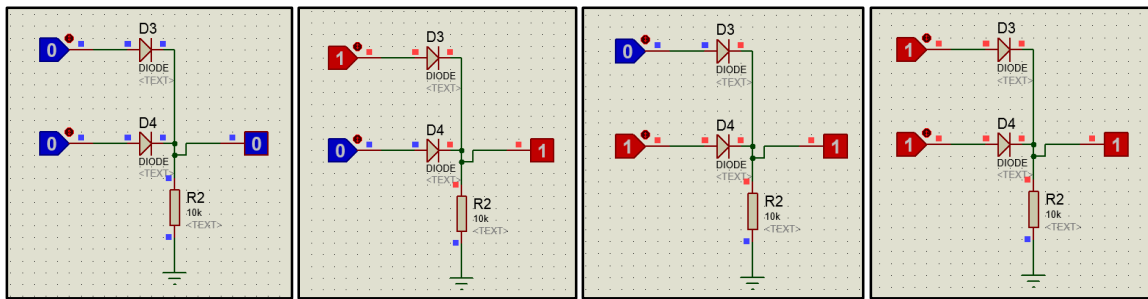 D3
0
DIODE
<TEXT>
D4
0
0
DIODE
<TEXT>
R2
10k
<TEXT>
D3
1
DIODE
<TEXT>
D4
0
1
DIODE
<TEXT>
R2
10k
<TEXT>
D3
0
DIODE
<TEXT>
D4
1
1
DIODE
<TEXT>
R2
10k
<TEXT>
D3
1
DIODE
<TEXT>
D4
1
1
DIODE
<TEXT>
R2
10k
<TEXT>